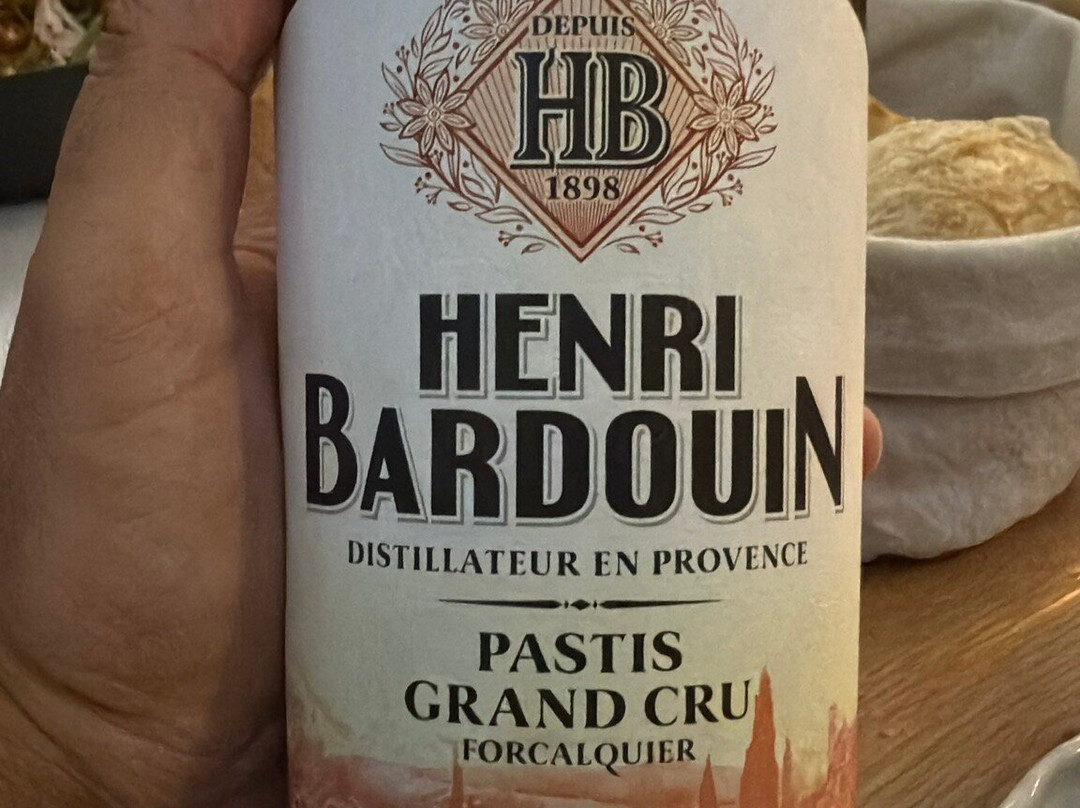 DEPUIS
HB
1898
HENRI
BARDOUIN
DISTILLATEUR EN PROVENCE
PASTIS
GRAND CRU
FORCALQUIER